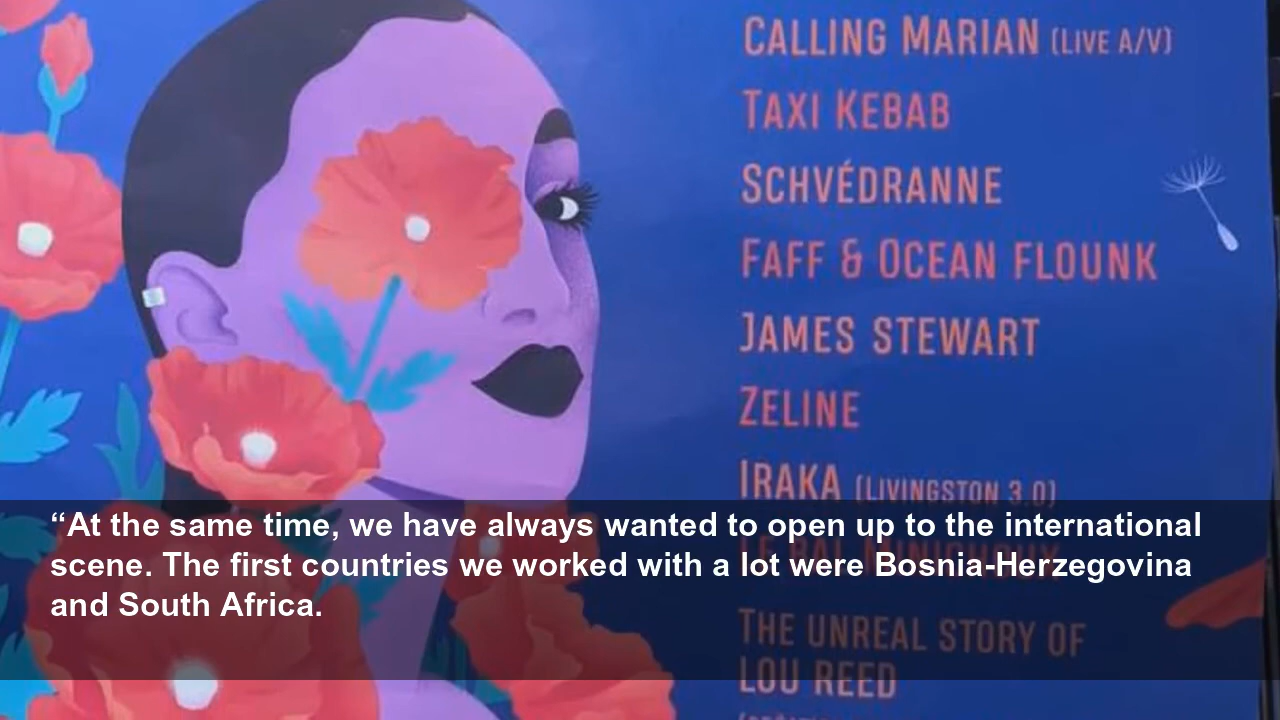 CALLING MARIAN (LIVE A/V)
TAXI KEBAB
SCHVÉDRANNE
FAFF & OCEAN FLOUNK
JAMES STEWART
ZELINE
IRAKA (LIVINGSTON 3.0)
LE BAL
THE UNREAL STORY OF
LOU REED
“At the same time, we have always wanted to open up to the international
scene. The first countries we worked with a lot were Bosnia-Herzegovina
and South Africa.